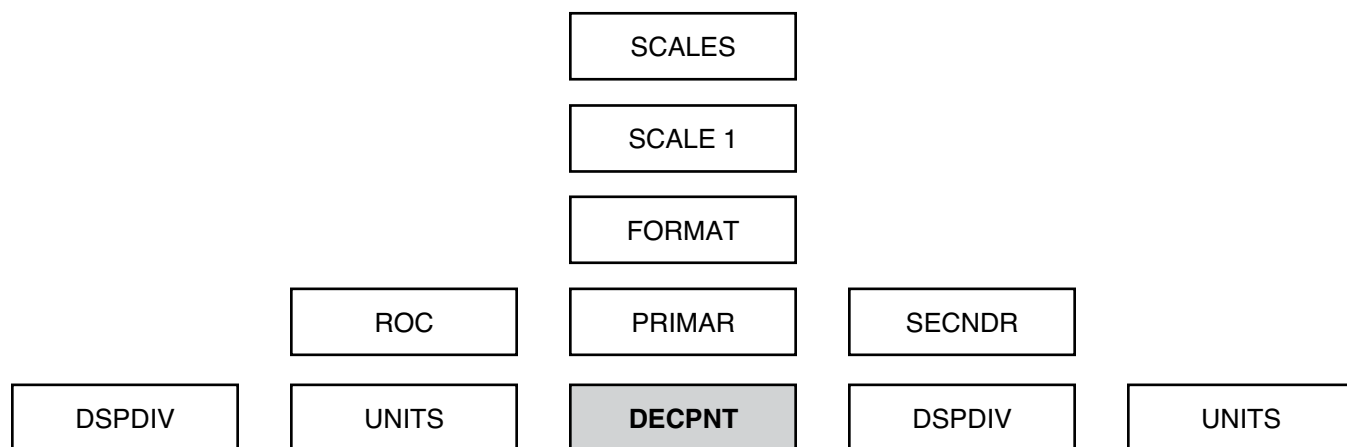 SCALES
SCALE 1
FORMAT
ROC PRIMAR SECNDR
DSPDIV UNITS DECPNT DSPDIV UNITS